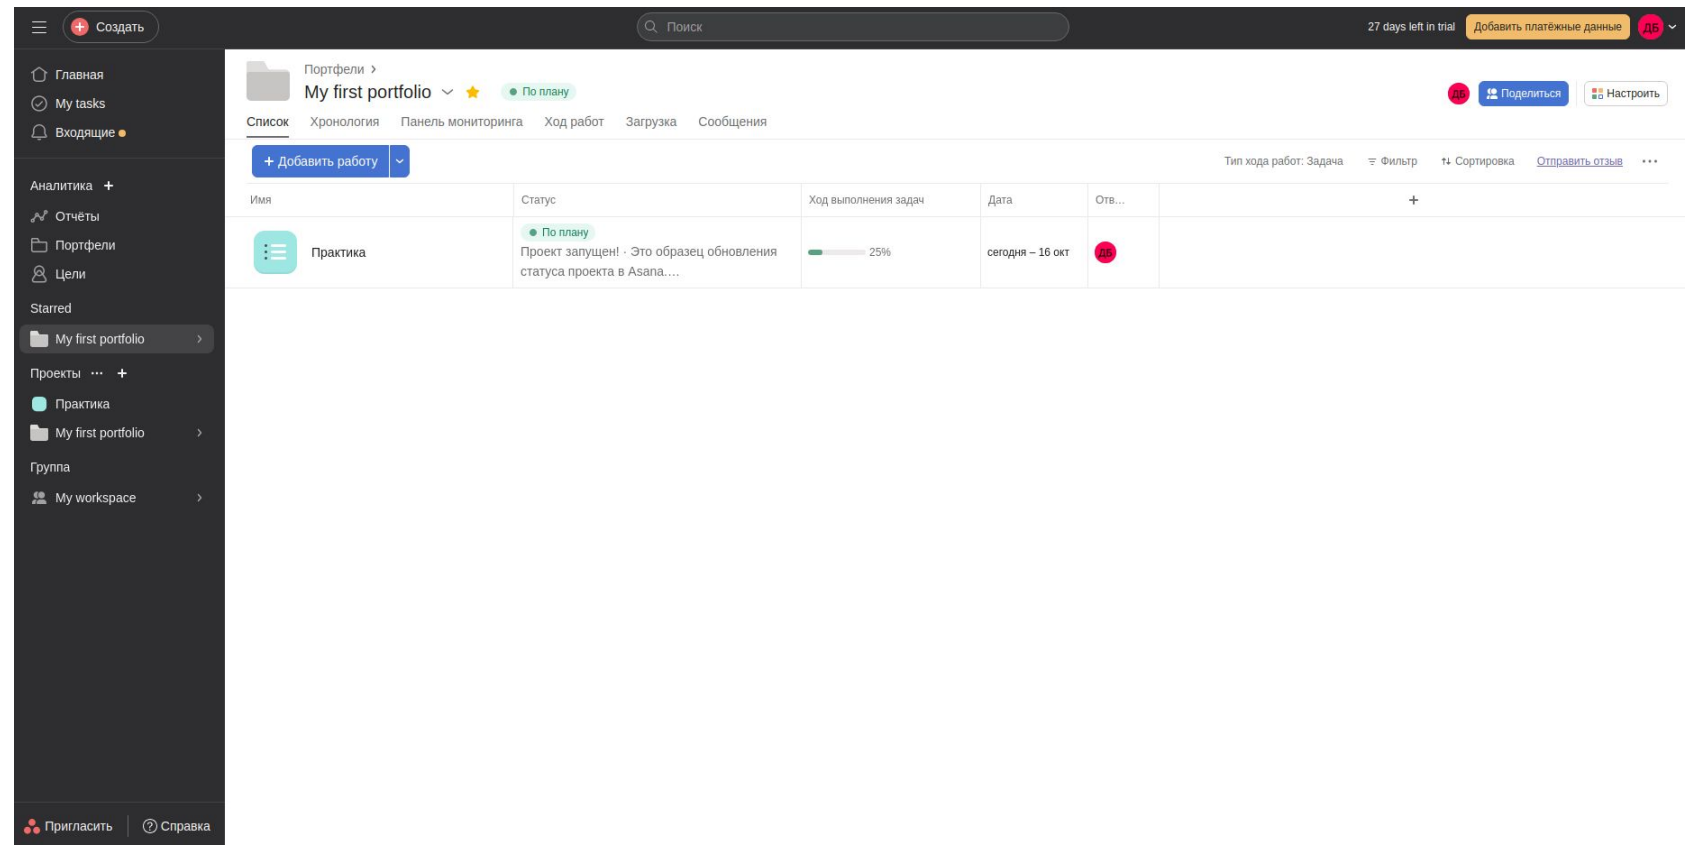 Создать
Поиск
27 days left in trial
Добавить платёжные данные
ДБ
Главная
My tasks
Входящие
Аналитика +
Отчёты
Портфели
Цели
Starred
My first portfolio
Проекты ... +
Практика
My first portfolio
Группа
My workspace
Пригласить
Справка
Портфели
My first portfolio
По плану
ДБ
Поделиться
Настроить
Список Хронология Панель мониторинга Ход работ Загрузка Сообщения
+ Добавить работу
Тип хода работ: Задача
Фильтр
Сортировка
Отправить отзыв
...
Имя Статус Ход выполнения задач Дата Отв... +
Практика
По плану
Проект запущен! · Это образец обновления
статуса проекта в Asana....
25%
сегодня – 16 окт
ДБ